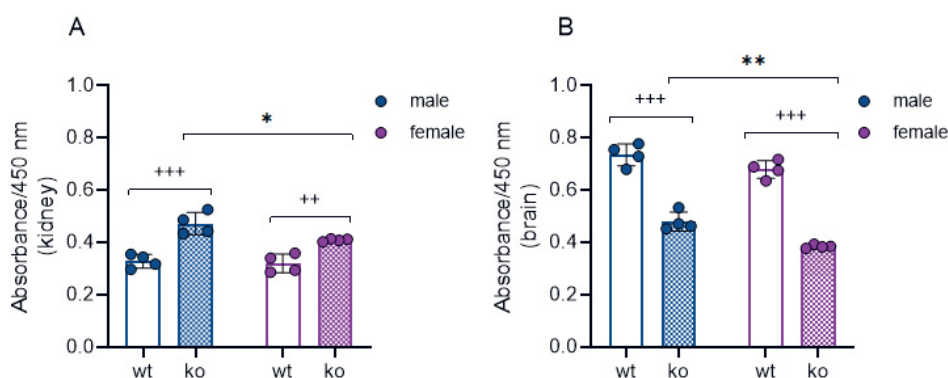 A
Absorbance/450 nm
(kidney)
1.0
0.8
0.6
0.4
0.2
0.0
+++
*
++
male
female
wt
ko
wt
ko
B
Absorbance/450 nm
(brain)
1.0
0.8
0.6
0.4
0.2
0.0
+++
**
+++
male
female
wt
ko
wt
ko